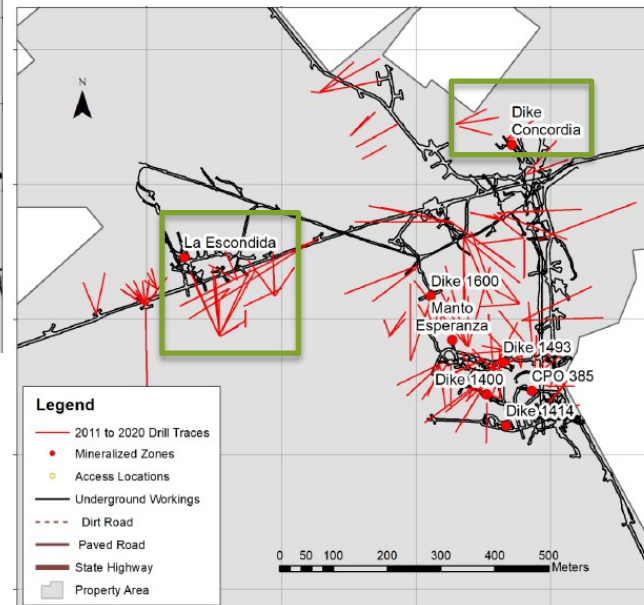 N
Dike
Concordia
La Escondida
Dike 1600
Manto
Esperanza
Dike 1493
Dike 1400
CPO 385
Dike 1414
Legend
2011 to 2020 Drill Traces
Mineralized Zones
Access Locations
Underground Workings
Dirt Road
Paved Road
State Highway
Property Area
0 50 100 200 300 400 500
Meters